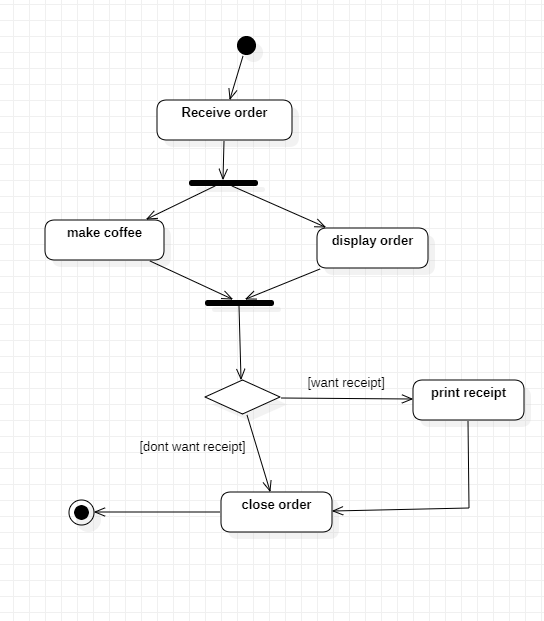 Receive order
make coffee
display order
[want receipt]
print receipt
[dont want receipt]
close order